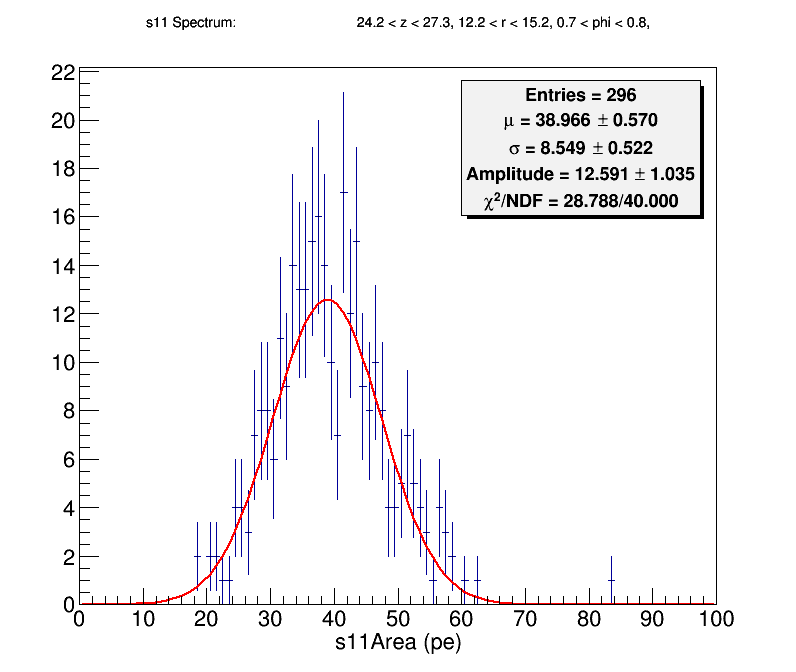 s11 Spectrum: 24.2 < z < 27.3, 12.2 < r < 15.2, 0.7 < phi < 0.8,
Entries = 296
μ = 38.966 ± 0.570
σ = 8.549 ± 0.522
Amplitude = 12.591 ± 1.035
χ²/NDF = 28.788/40.000
22
20
18
16
14
12
10
8
6
4
2
0
0 10 20 30 40 50 60 70 80 90 100
s11Area (pe)